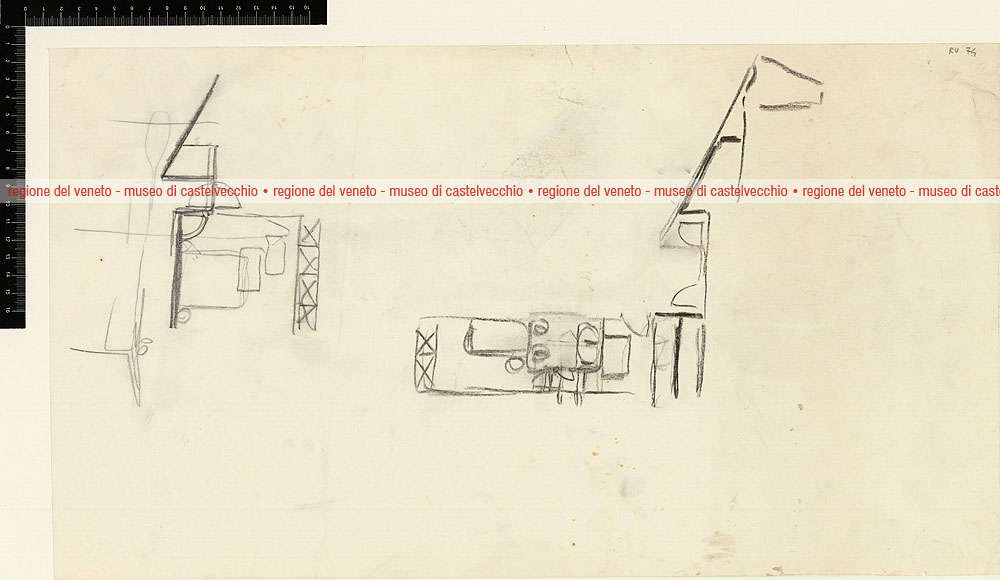 RV 74
regione del veneto - museo di castelvecchio • regione del veneto - museo di castelvecchio • regione del veneto - museo di castelvecchio • regione del veneto - museo di cast